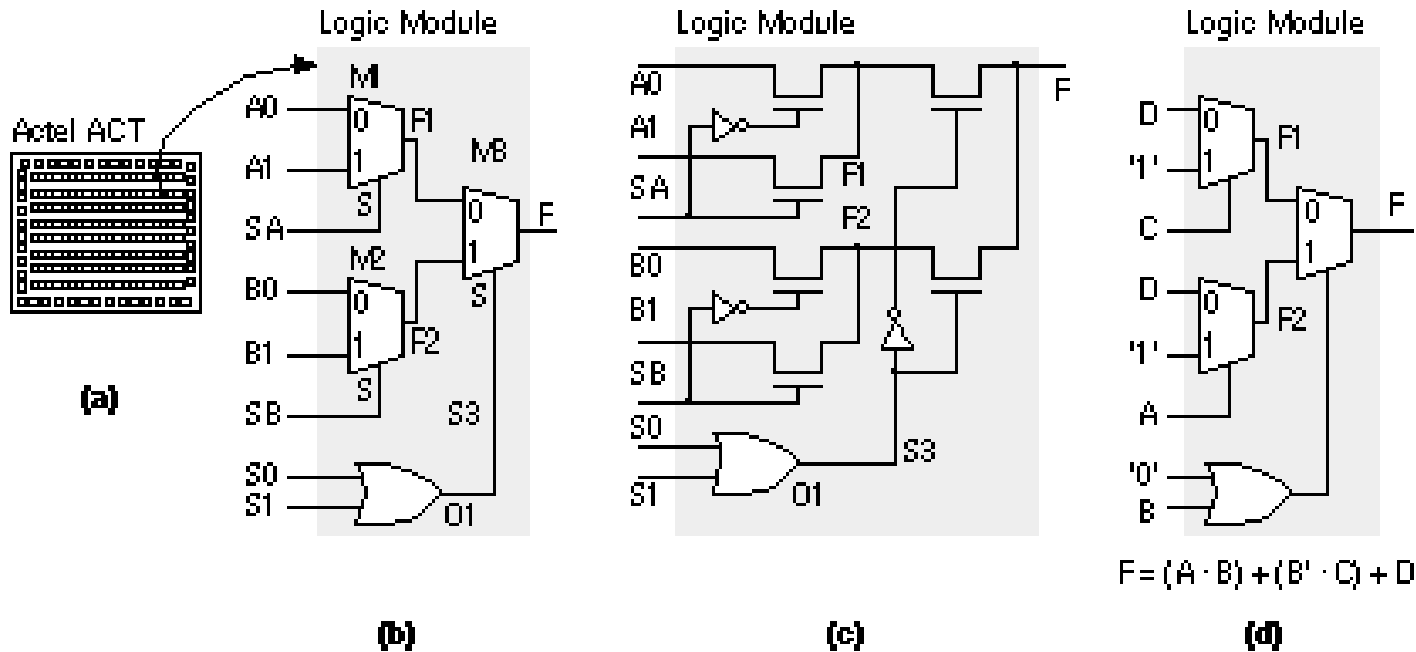 Actel ACT
(a)
Logic Module
M1
A0
0
F1
A1
1
M3
S
SA
0
F
M2
1
B0
0
S
B1
1
F2
S
SB
S3
S0
S1
O1
(b)
Logic Module
A0
F
A1
F1
SA
F2
B0
B1
SB
S0
S3
S1
O1
(c)
Logic Module
D
0
F1
'1'
1
C
0
F
D
0
1
F2
'1'
1
A
'0'
B
F = (A · B) + (B' · C) + D
(d)